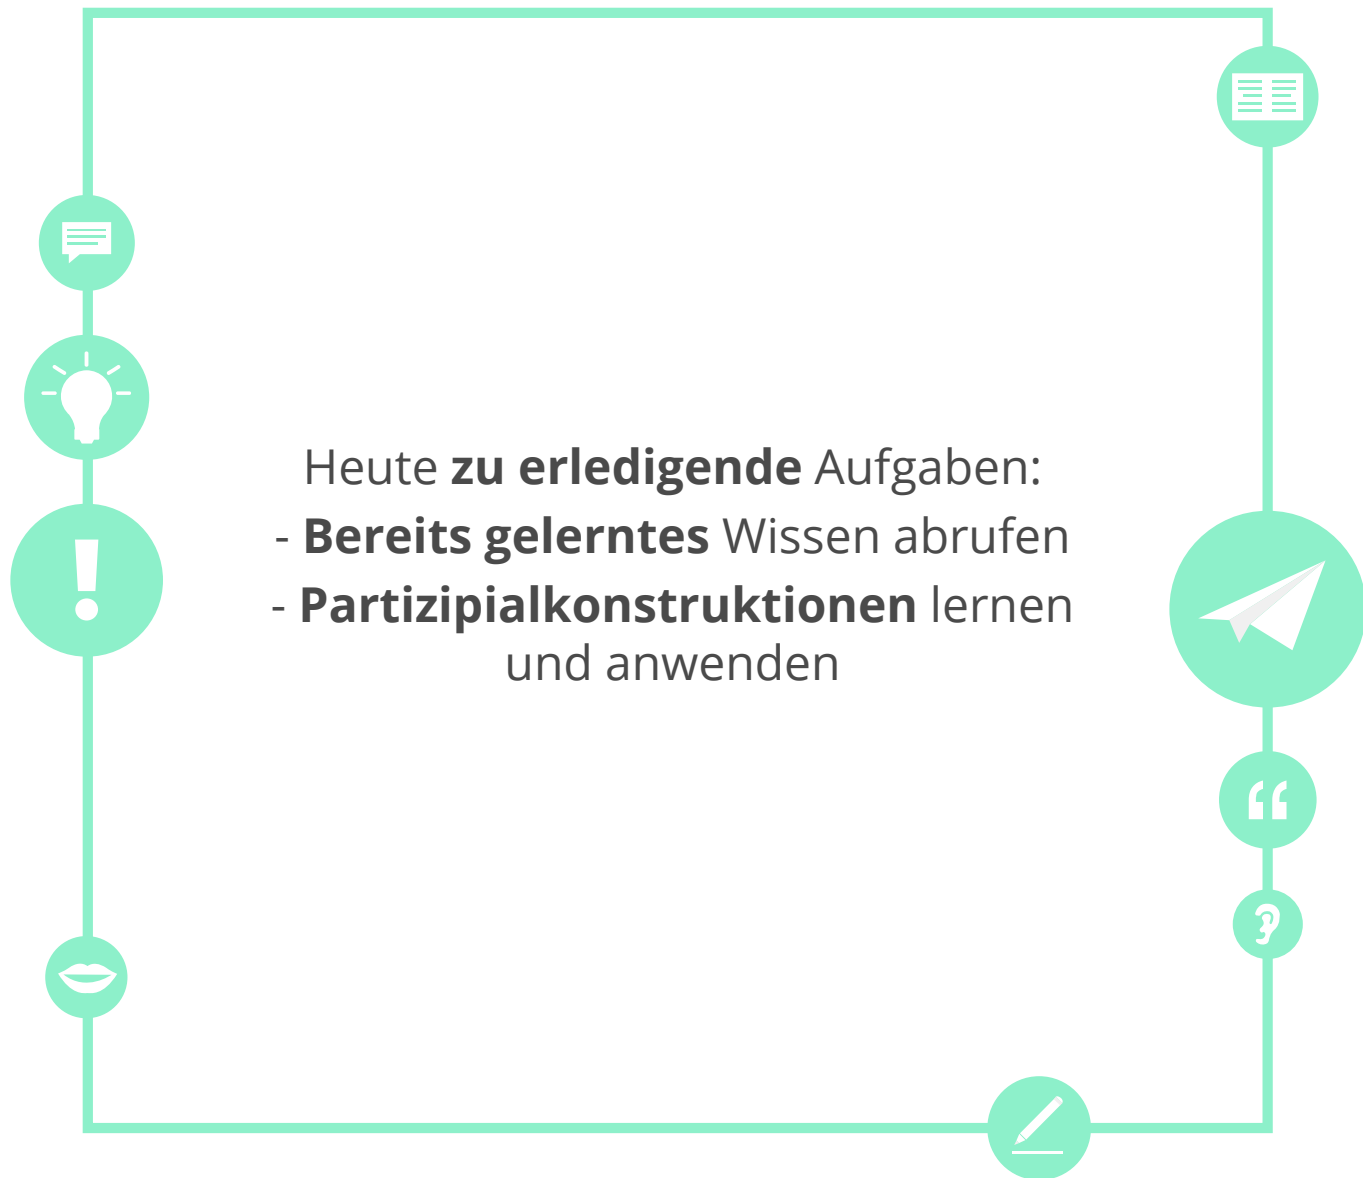 Heute zu erledigende Aufgaben:
- Bereits gelerntes Wissen abrufen
- Partizipialkonstruktionen lernen
und anwenden